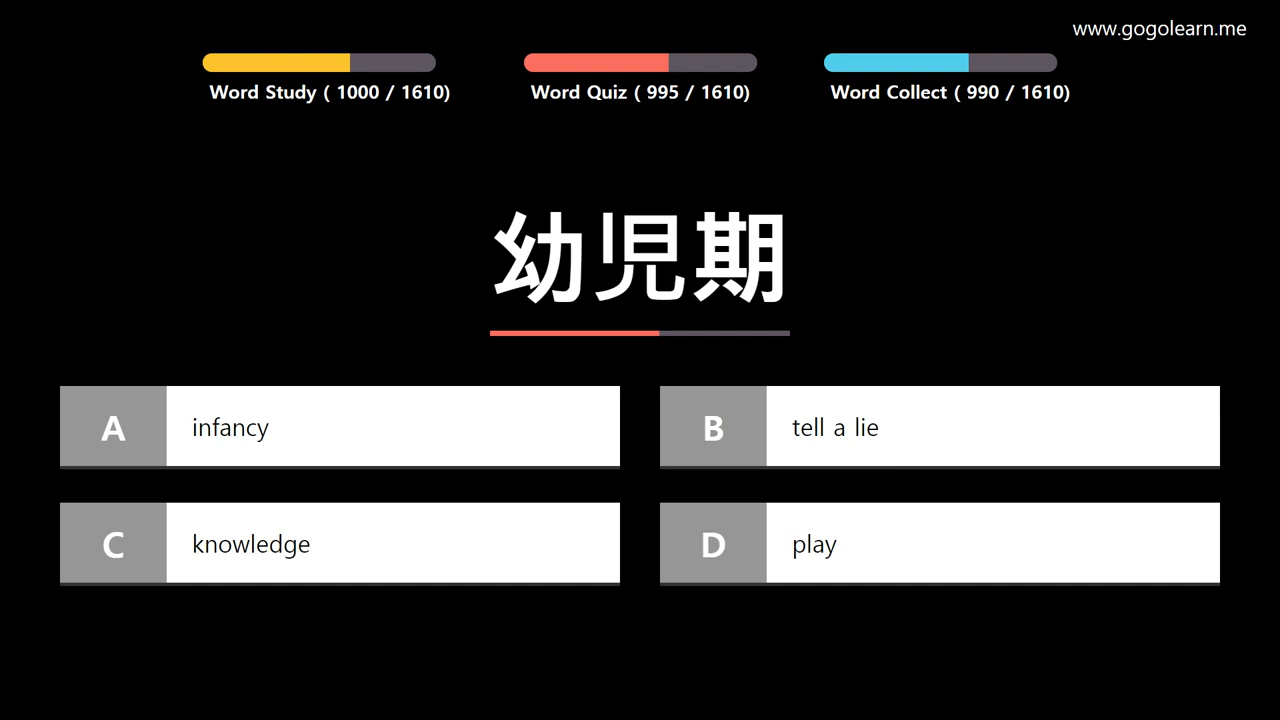 www.gogolearn.me
Word Study ( 1000 / 1610)
Word Quiz ( 995 / 1610)
Word Collect ( 990 / 1610)
幼児期
A infancy
B tell a lie
C knowledge
D play